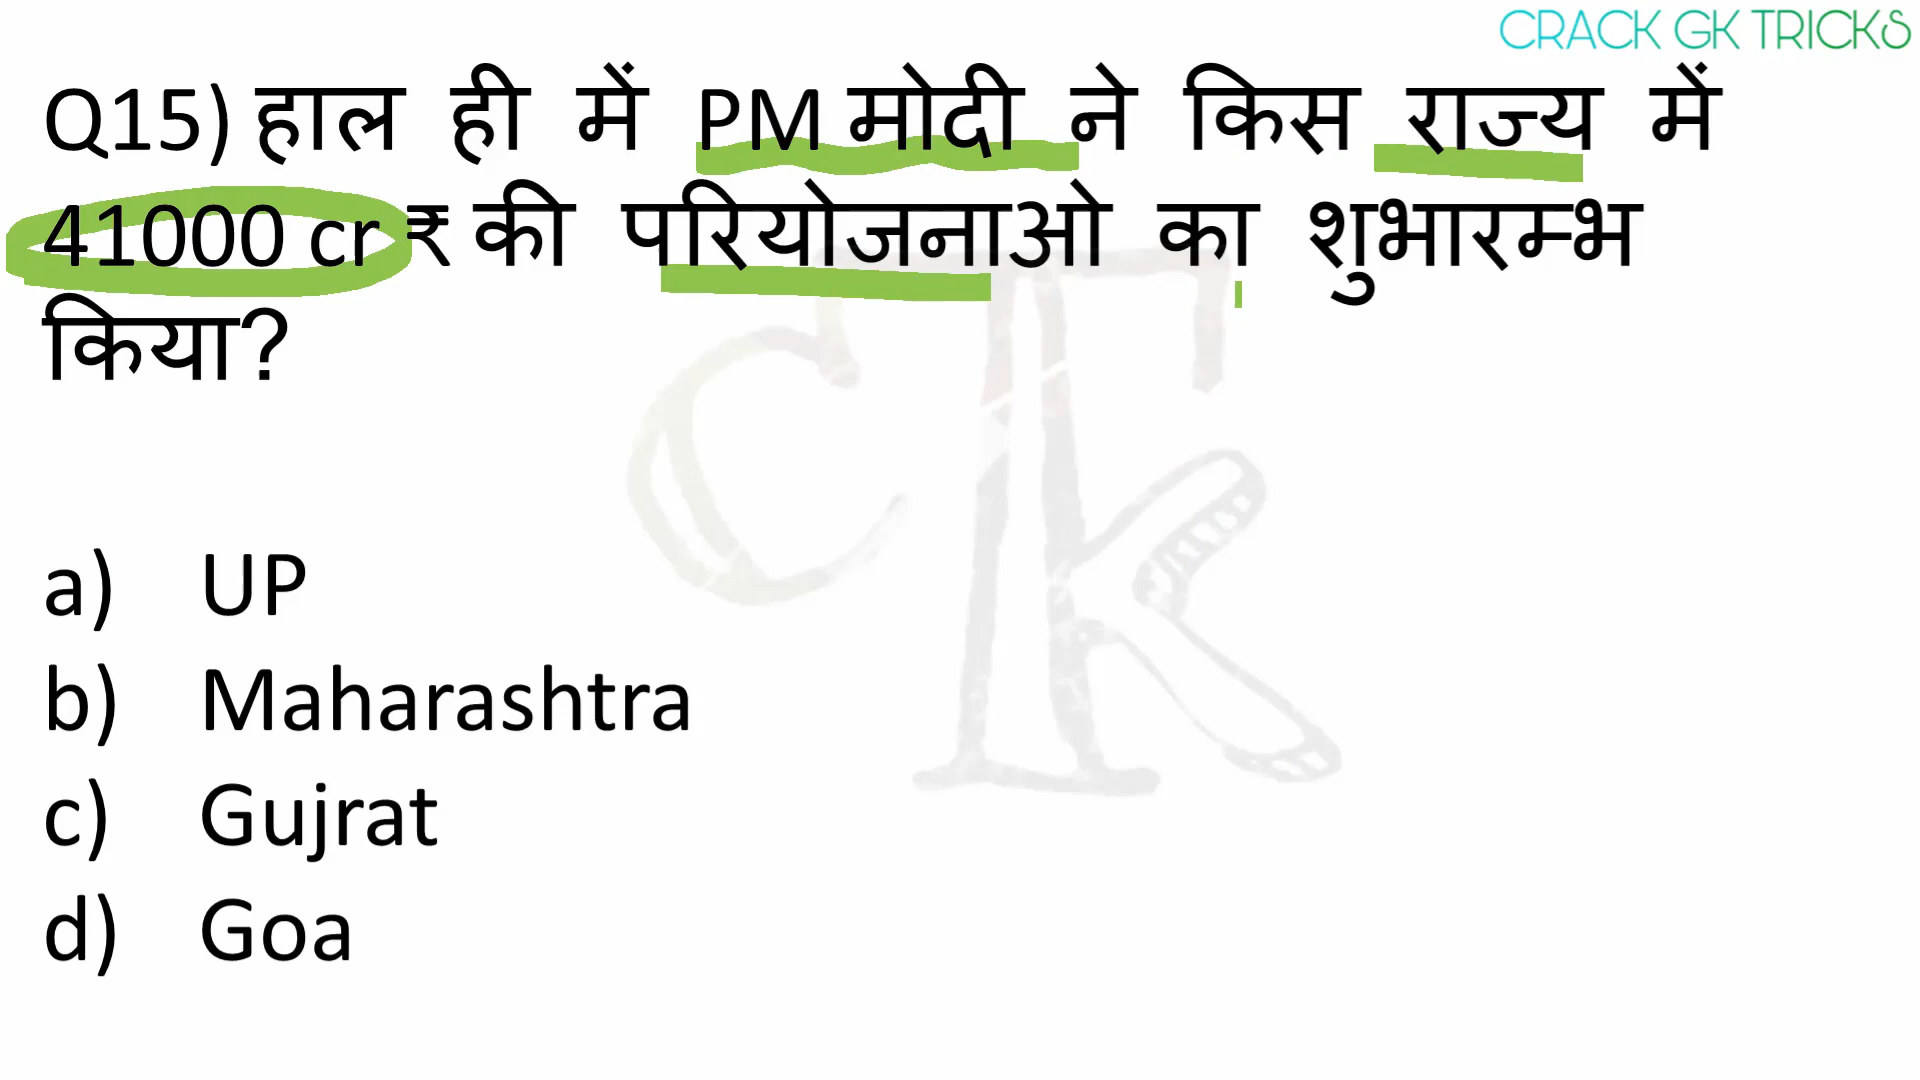 CRACK GK TRICKS
Q15) हाल ही में PM मोदी ने किस राज्य में
41000 cr ₹ की परियोजनाओ का शुभारम्भ
किया?
a) UP
b) Maharashtra
c) Gujrat
d) Goa